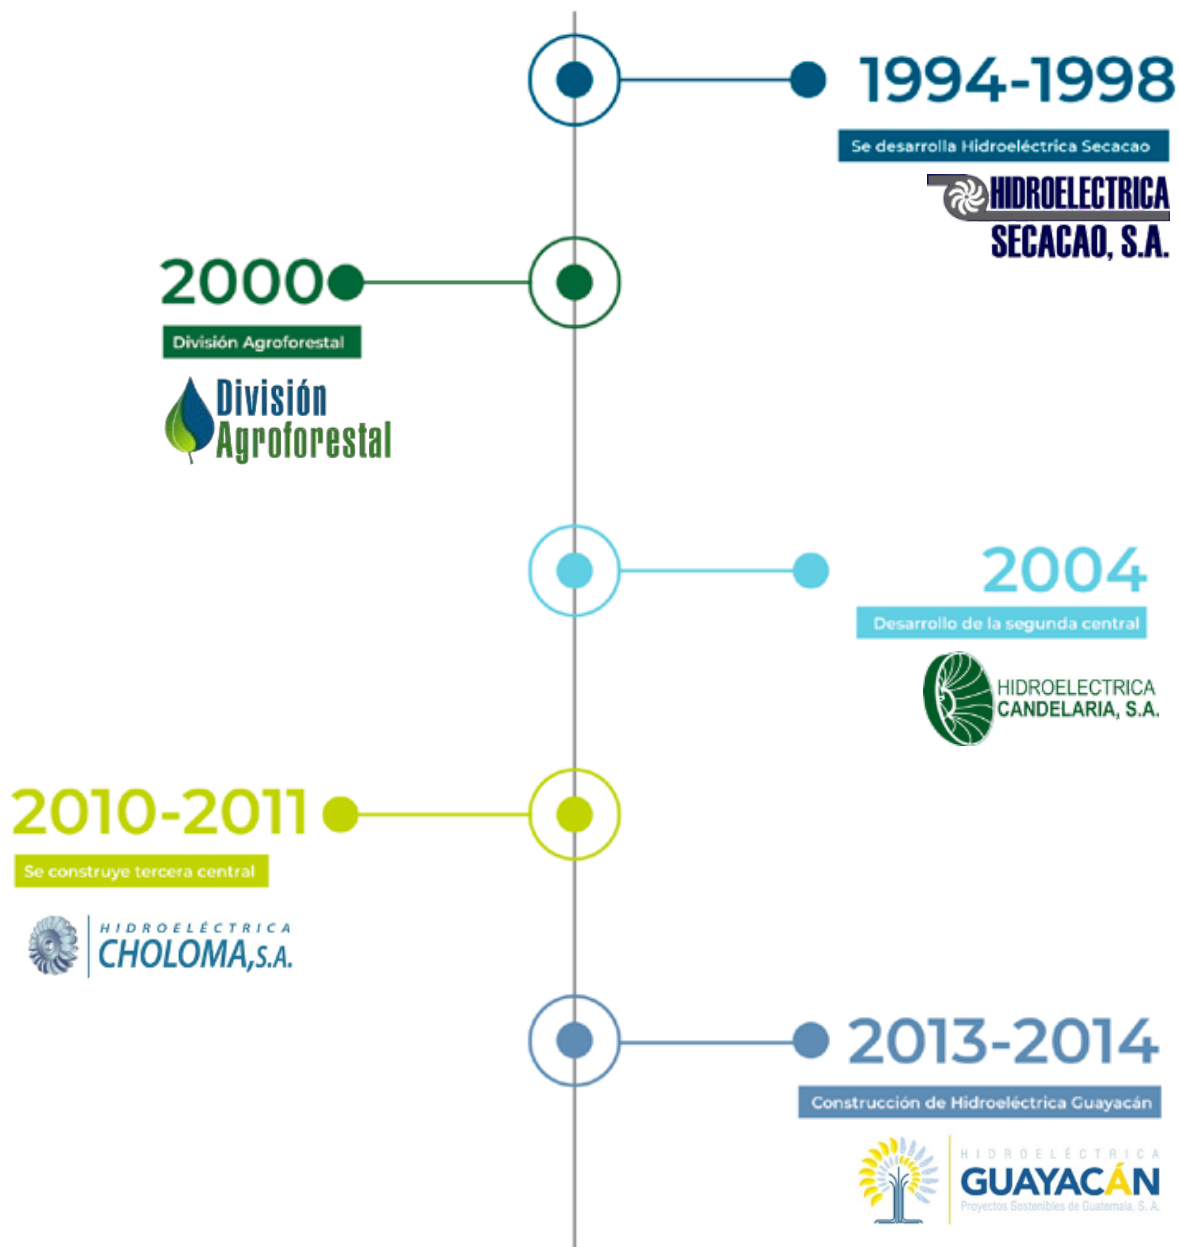 1994-1998
Se desarrolla Hidroeléctrica Secacao
HIDROELECTRICA
SECACAO, S.A.
2000
División Agroforestal
División
Agroforestal
2004
Desarrollo de la segunda central
HIDROELECTRICA
CANDELARIA, S.A.
2010-2011
Se construye tercera central
HIDROELÉCTRICA
CHOLOMA, S.A.
2013-2014
Construcción de Hidroeléctrica Guayacán
HIDROELÉCTRICA
GUAYACÁN
Proyectos Sostenibles de Guatemala, S. A.